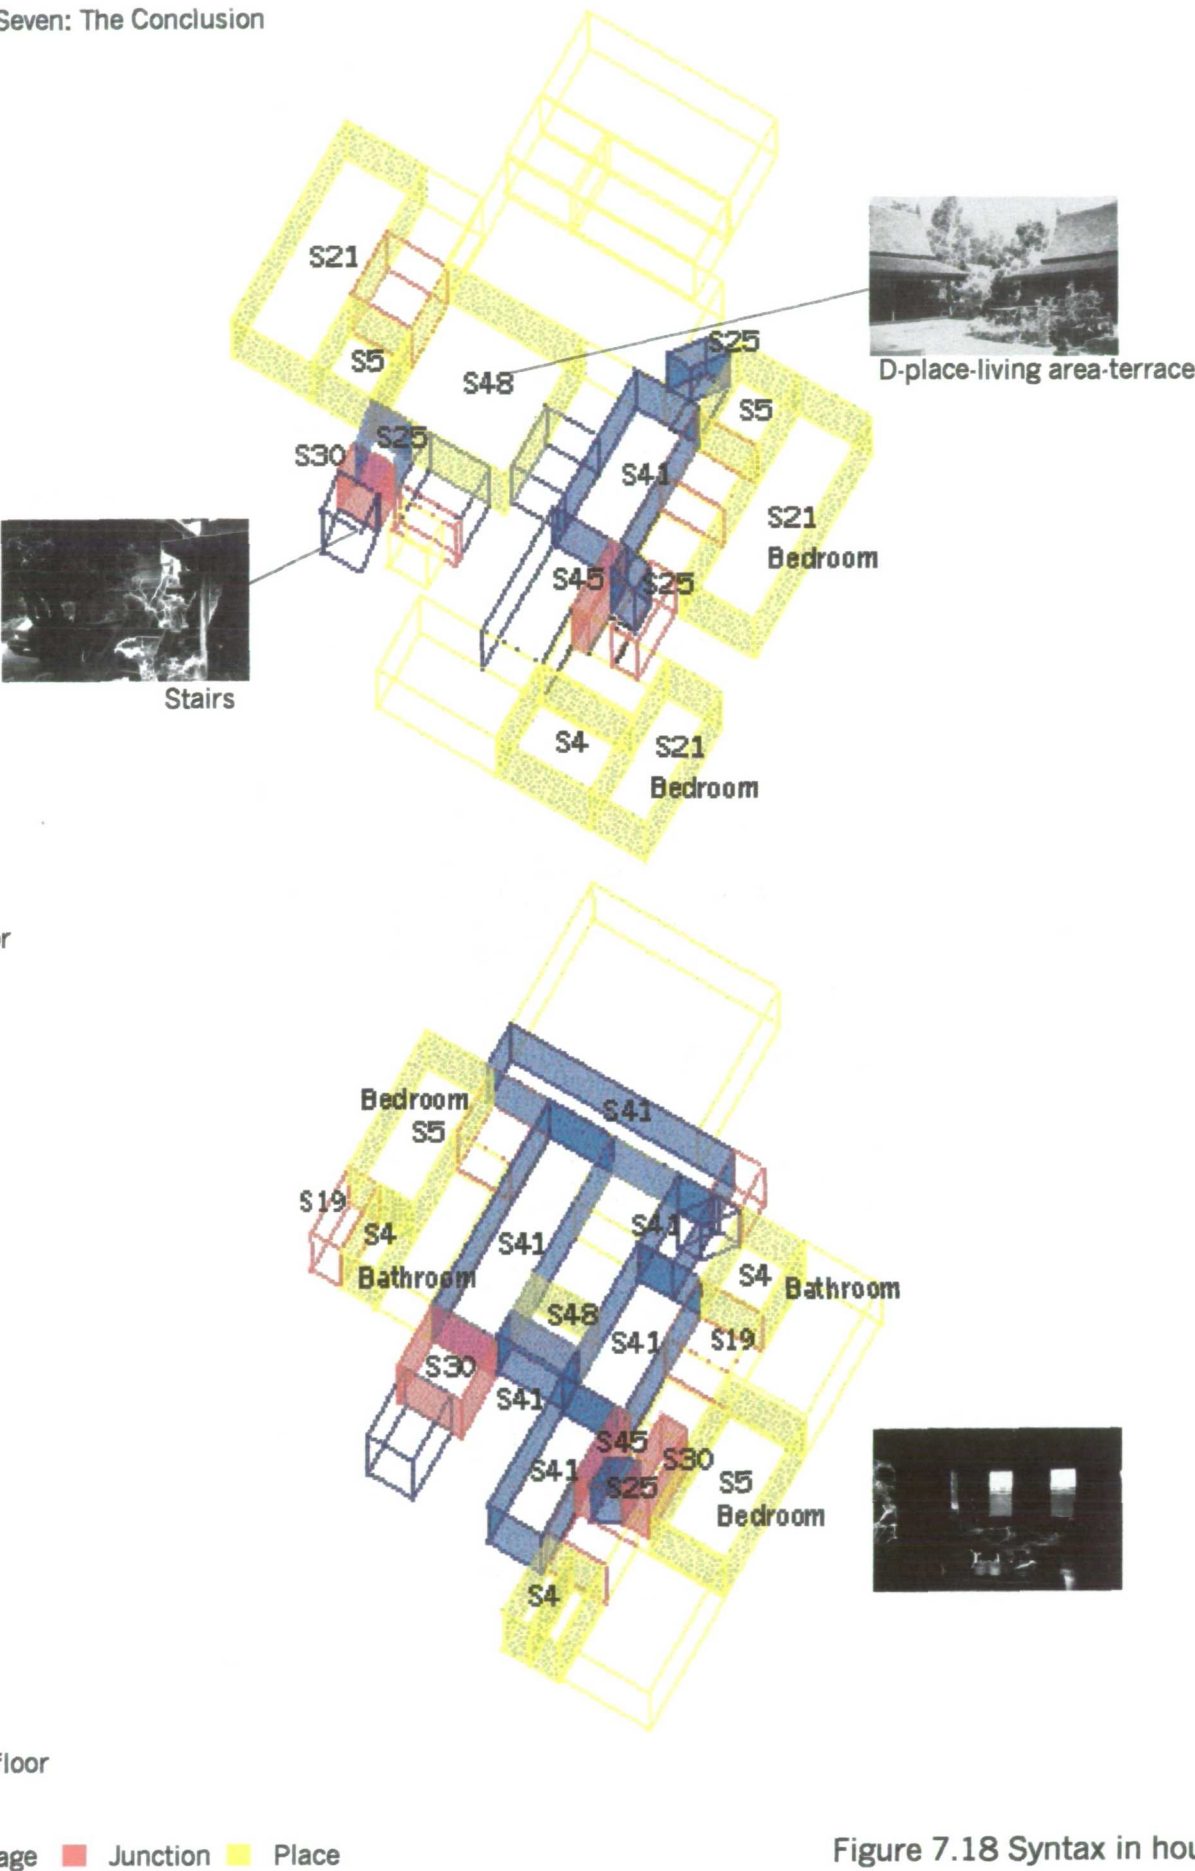 Seven: The Conclusion
S21
S5
S48
S25
D-place-living area-terrace
S5
S30
S25
S41
S21
Bedroom
S45
S25
Stairs
S4
S21
Bedroom
r
S41
Bedroom
S5
S19
S4
Bathroom
S41
S41
S4
Bathroom
S48
S41
S19
S30
S41
S45
S30
S41
S25
S5
Bedroom
S4
floor
age Junction Place
Figure 7.18 Syntax in hou